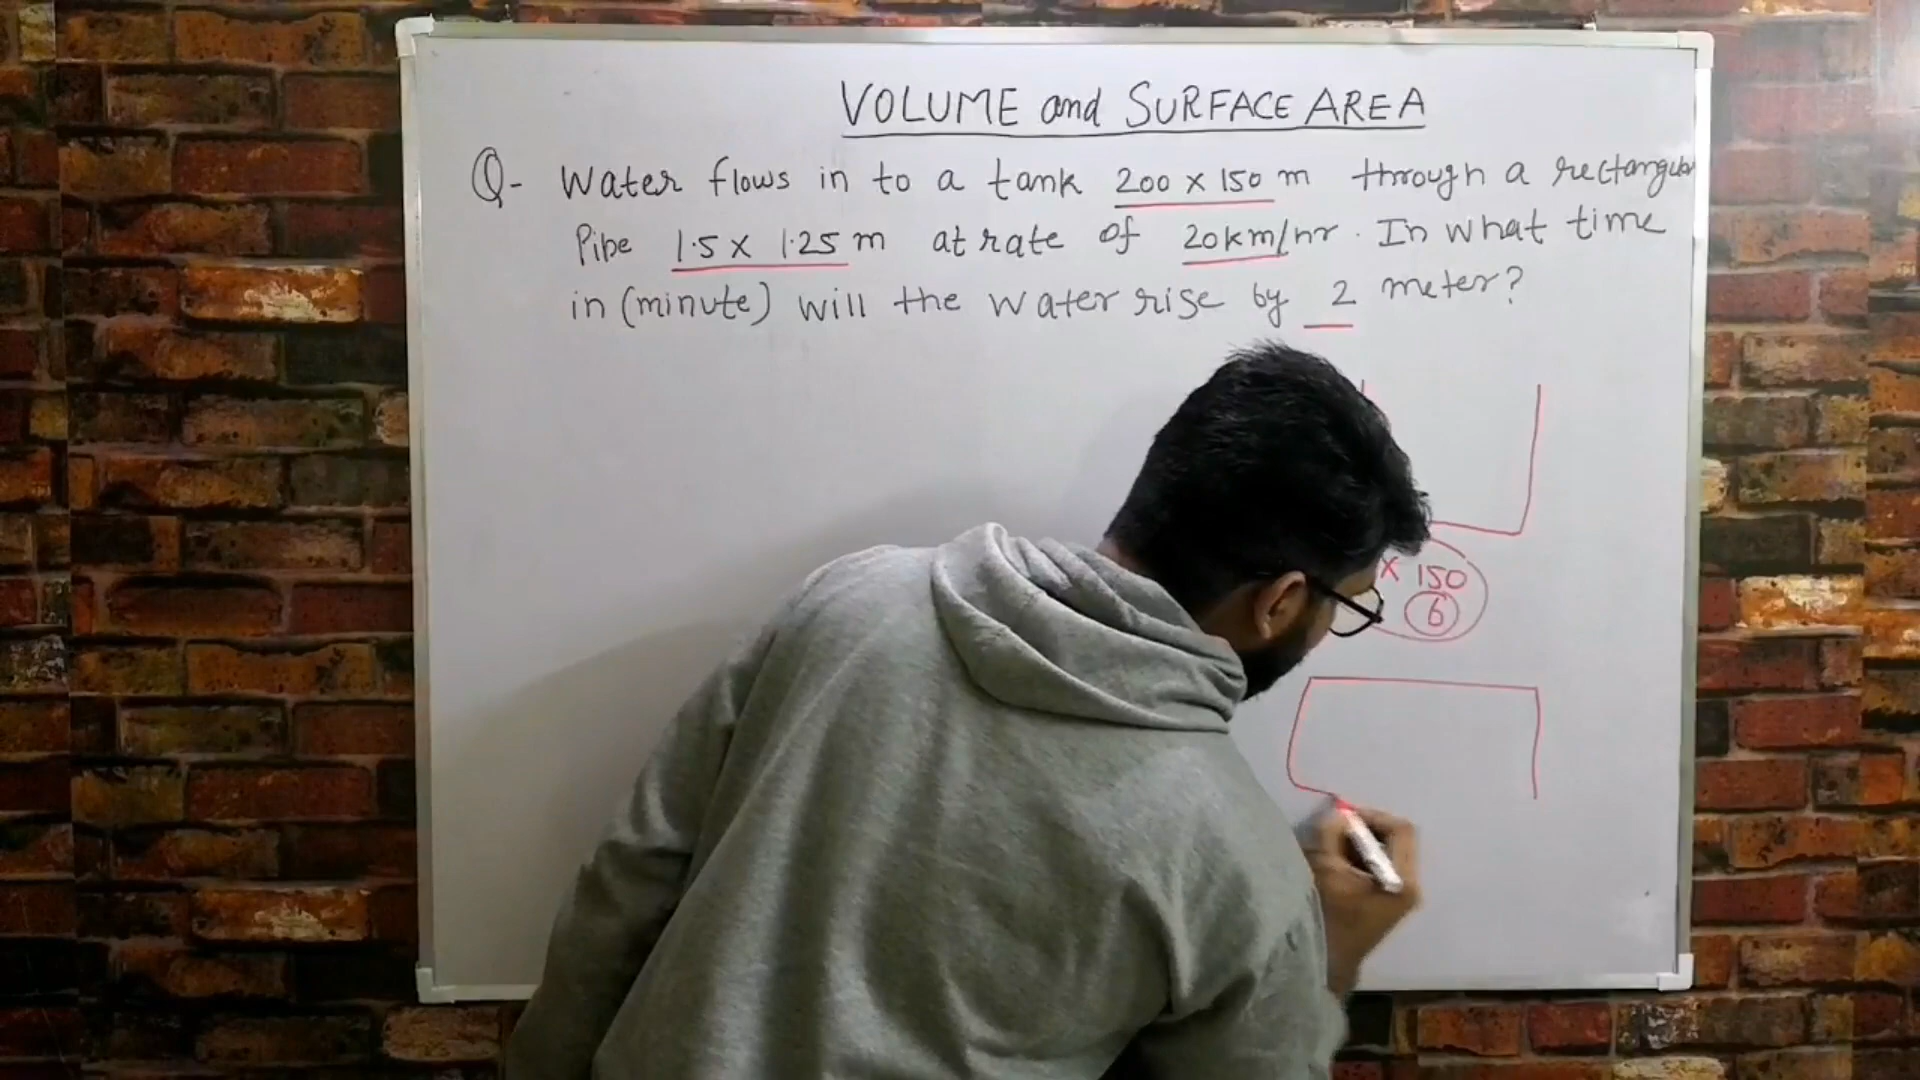 VOLUME and SURFACE AREA
Q- Water flows in to a tank 200 x 150 m through a rectangular
Pipe 1.5 x 1.25 m at rate of 20km/hr. In what time
in (minute) will the water rise by 2 meter?
x 150
6